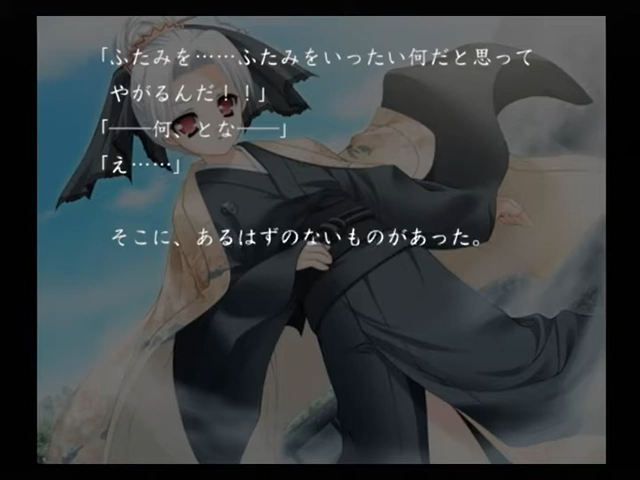 「ふたみを……ふたみをいったい何だと思って
やがるんだ！！」
「――何、とな――」
「え……」
そこに、あるはずのないものがあった。